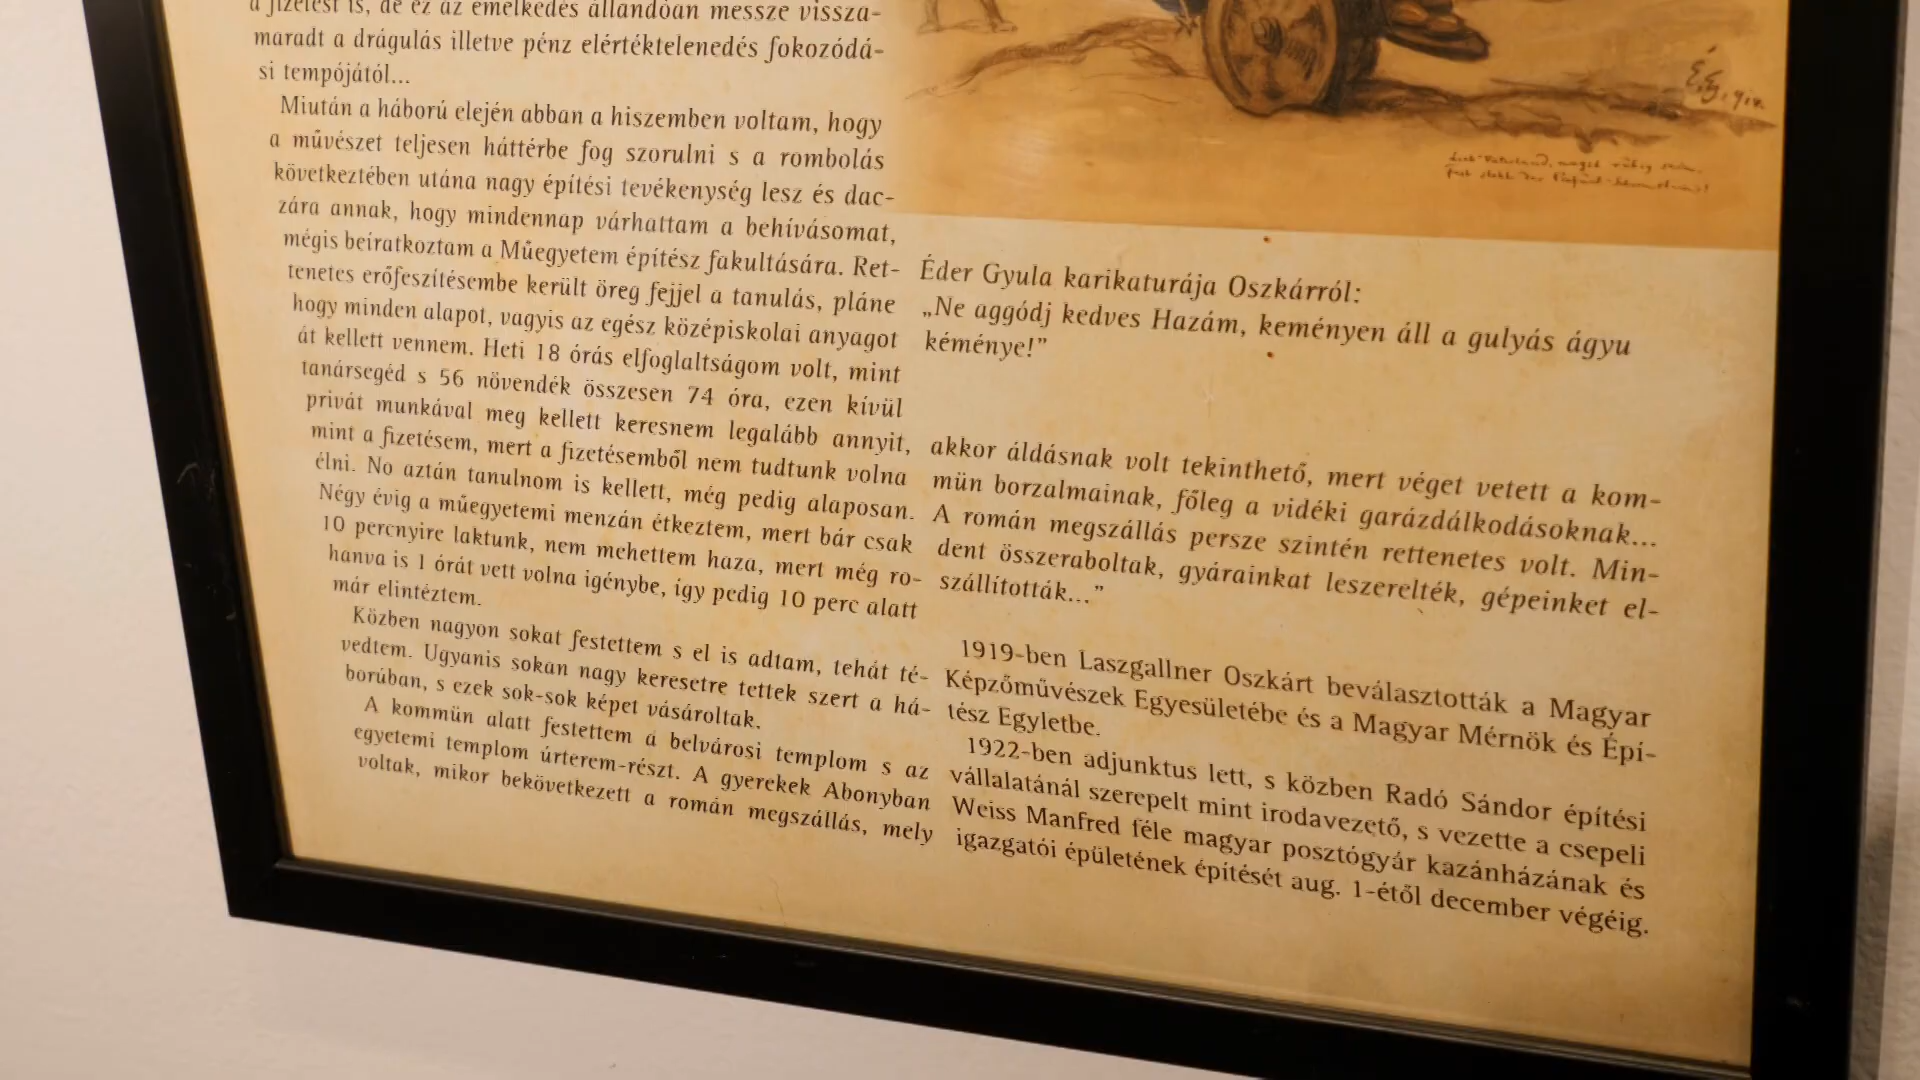 a fizetést is, de ez az emelkedés állandóan messze vissza-
maradt a drágulás illetve pénz elértéktelenedés fokozódá-
si tempójától...
Miután a háború elején abban a hiszemben voltam, hogy
a művészet teljesen háttérbe fog szorulni s a rombolás
következtében utána nagy építési tevékenység lesz és dac-
zára annak, hogy mindennap várhattam a behívásomat,
mégis beíratkoztam a Műegyetem építész fakultására. Ret-
tenetes erőfeszítésembe került öreg fejjel a tanulás, pláne
hogy minden alapot, vagyis az egész középiskolai anyagot
át kellett vennem. Heti 18 órás elfoglaltságom volt, mint
tanársegéd s 56 növendék összesen 74 óra, ezen kívül
privát munkával meg kellett keresnem legalább annyit,
mint a fizetésem, mert a fizetésemből nem tudtunk volna
élni. No aztán tanulnom is kellett, még pedig alaposan.
Négy évig a műegyetemi menzán étkeztem, mert bár csak
10 percnyire laktunk, nem mehettem haza, mert még ro-
hanva is 1 órát vett volna igénybe, így pedig 10 perc alatt
már elintéztem.
Közben nagyon sokat festettem s el is adtam, tehát té-
vedtem. Ugyanis sokan nagy keresetre tettek szert a há-
borúban, s ezek sok-sok képet vásároltak.
A kommün alatt festettem a belvárosi templom s az
egyetemi templom úrterem-részt. A gyerekek Abonyban
voltak, mikor bekövetkezett a román megszállás, mely
É.G. 912.
Éder Gyula karikaturája Oszkárról:
„Ne aggódj kedves Hazám, keményen áll a gulyás ágyu
kéménye!”
akkor áldásnak volt tekinthető, mert véget vetett a kom-
mün borzalmainak, főleg a vidéki garázdálkodásoknak...
A román megszállás persze szintén rettenetes volt. Min-
dent összeraboltak, gyárainkat leszerelték, gépeinket el-
szállították...”
1919-ben Laszgallner Oszkárt beválasztották a Magyar
Képzőművészek Egyesületébe és a Magyar Mérnök és Épí-
tész Egyletbe.
1922-ben adjunktus lett, s közben Radó Sándor építési
vállalatánál szerepelt mint irodavezető, s vezette a csepeli
Weiss Manfred féle magyar posztógyár kazánházának és
igazgatói épületének építését aug. 1-étől december végéig.